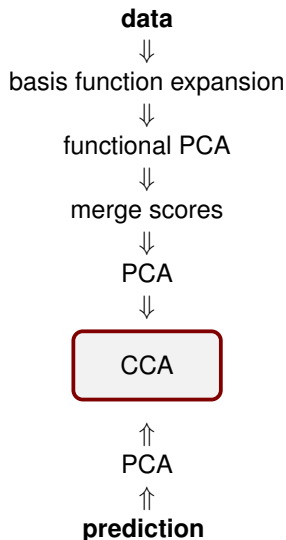 data
⇓
basis function expansion
⇓
functional PCA
⇓
merge scores
⇓
PCA
⇓
CCA
⇑
PCA
⇑
prediction